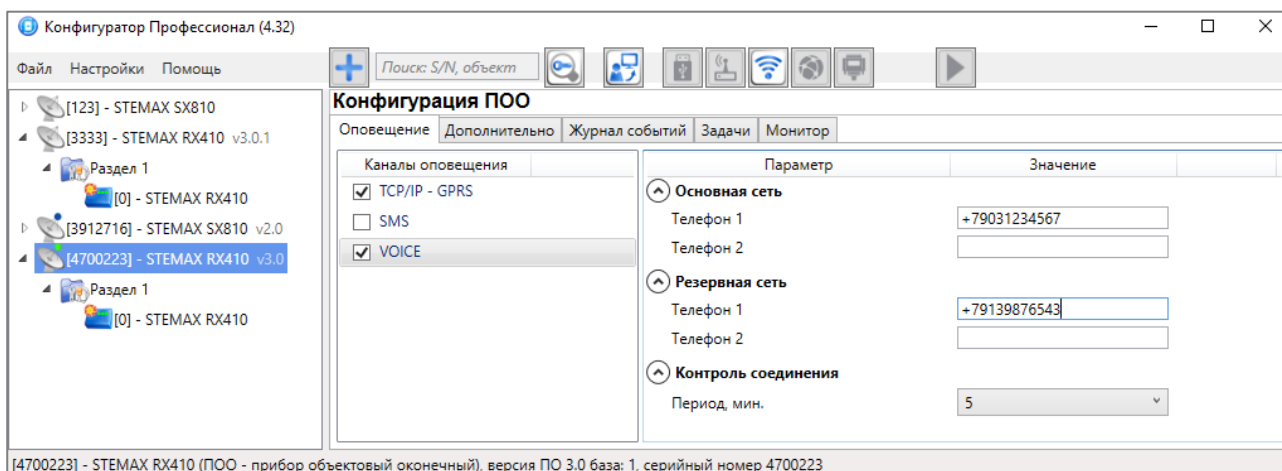 Конфигуратор Профессионал (4.32)
Файл Настройки Помощь
Поиск: S/N, объект
[123] - STEMAX SX810
[3333] - STEMAX RX410 v3.0.1
Раздел 1
[0] - STEMAX RX410
[3912716] - STEMAX SX810 v2.0
[4700223] - STEMAX RX410 v3.0
Раздел 1
[0] - STEMAX RX410
Конфигурация ПОО
Оповещение Дополнительно Журнал событий Задачи Монитор
Каналы оповещения
TCP/IP - GPRS
SMS
VOICE
Параметр Значение
Основная сеть
Телефон 1 +79031234567
Телефон 2
Резервная сеть
Телефон 1 +79139876543
Телефон 2
Контроль соединения
Период, мин. 5
[4700223] - STEMAX RX410 (ПОО - прибор объектовый оконечный), версия ПО 3.0 база: 1, серийный номер 4700223